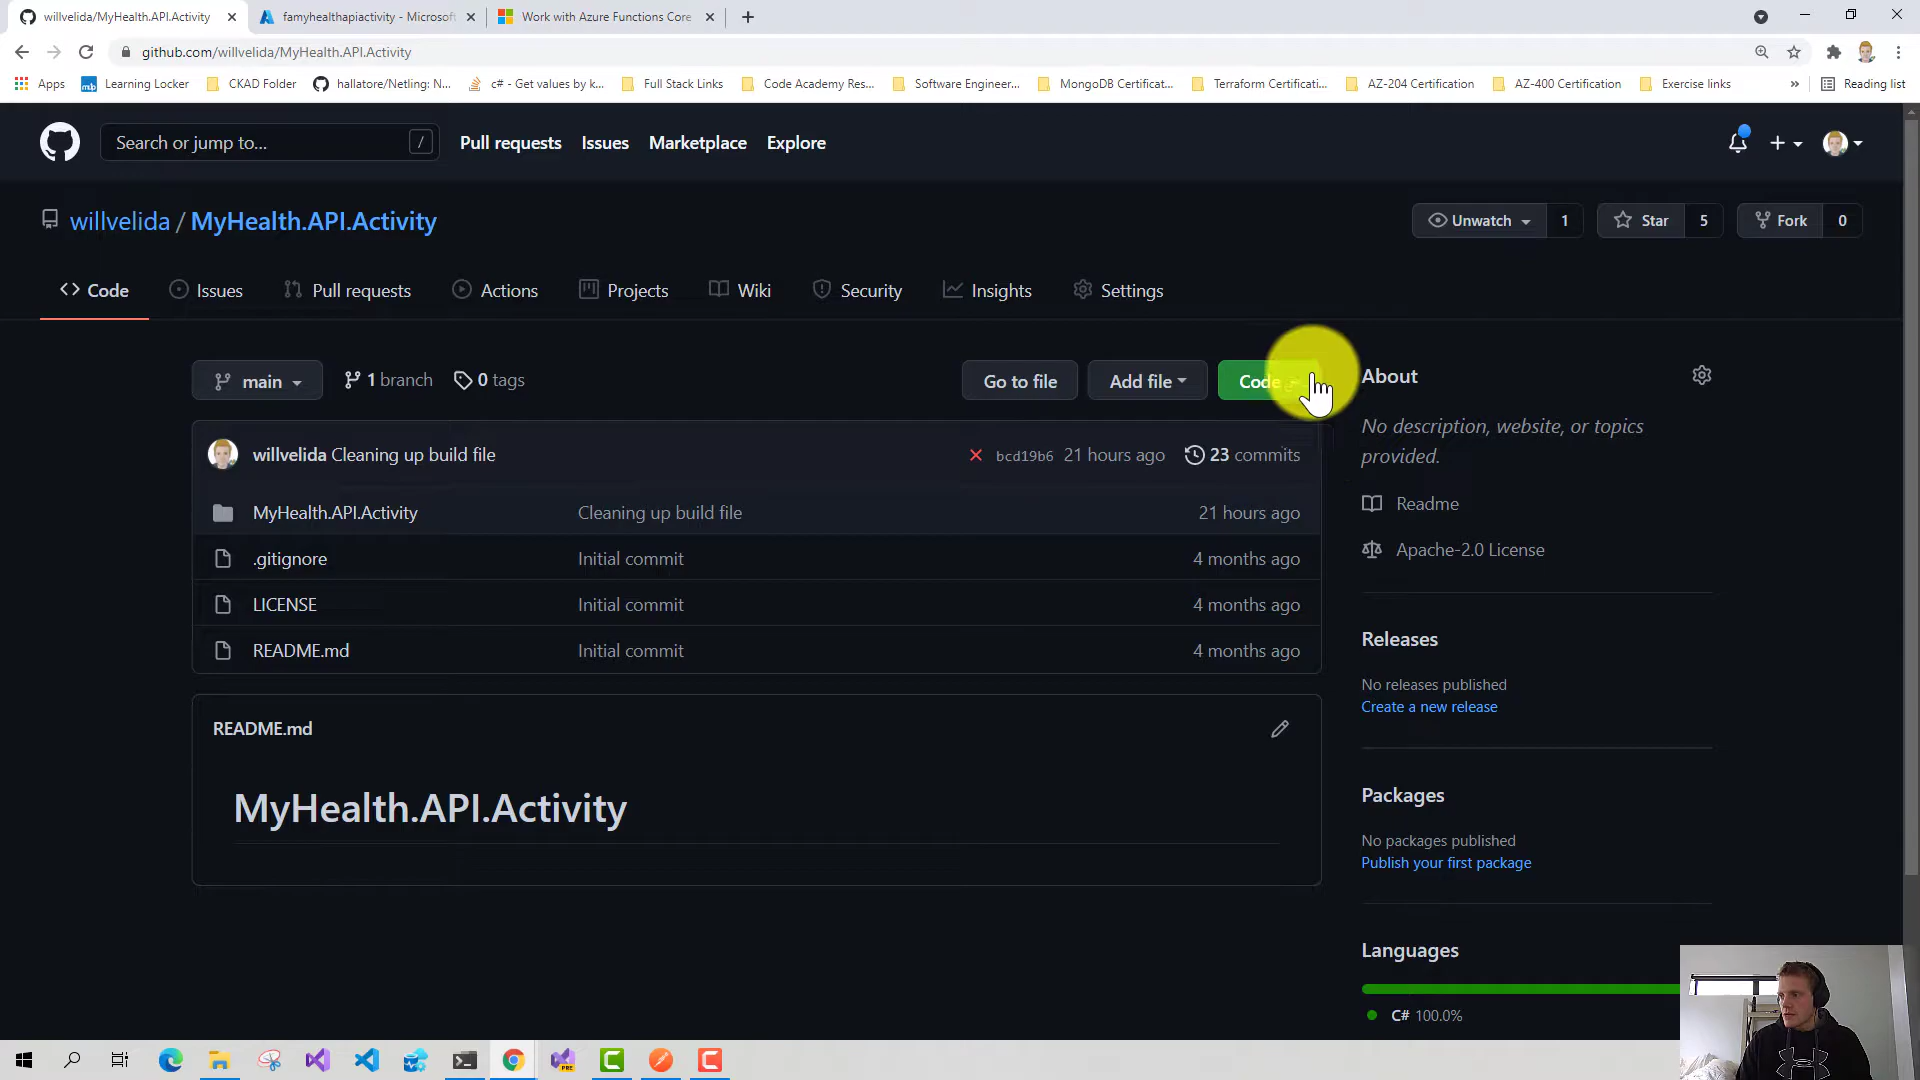 willvelida/MyHealth.API.Activity
famyhealthapiactivity - Microsoft
Work with Azure Functions Core
github.com/willvelida/MyHealth.API.Activity
Apps
Learning Locker
CKAD Folder
hallatore/Netling: N...
c# - Get values by k...
Full Stack Links
Code Academy Res...
Software Engineer...
MongoDB Certificat...
Terraform Certificati...
AZ-204 Certification
AZ-400 Certification
Exercise links
»
Reading list
Search or jump to...
/
Pull requests
Issues
Marketplace
Explore
willvelida / MyHealth.API.Activity
Unwatch 1
Star 5
Fork 0
Code
Issues
Pull requests
Actions
Projects
Wiki
Security
Insights
Settings
main
1 branch
0 tags
Go to file
Add file
Code
willvelida Cleaning up build file
bcd19b6 21 hours ago
23 commits
MyHealth.API.Activity Cleaning up build file 21 hours ago
.gitignore Initial commit 4 months ago
LICENSE Initial commit 4 months ago
README.md Initial commit 4 months ago
README.md
MyHealth.API.Activity
About
No description, website, or topics
provided.
Readme
Apache-2.0 License
Releases
No releases published
Create a new release
Packages
No packages published
Publish your first package
Languages
C# 100.0%